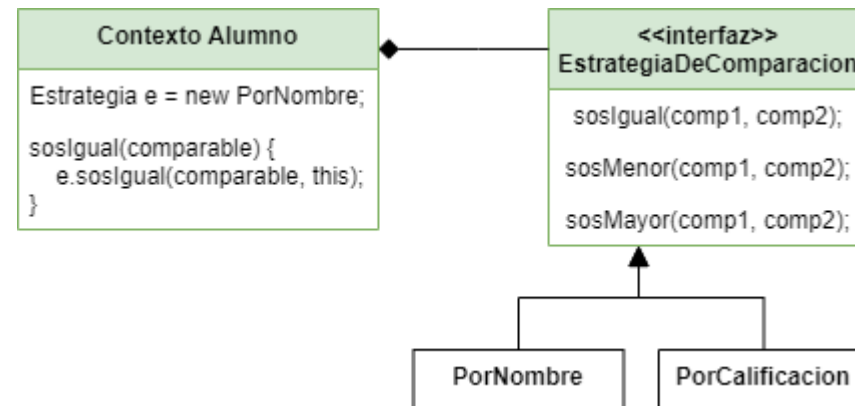 Contexto Alumno
Estrategia e = new PorNombre;
sosIgual(comparable) {
e.sosIgual(comparable, this);
}
<<interfaz>>
EstrategiaDeComparacion
sosIgual(comp1, comp2);
sosMenor(comp1, comp2);
sosMayor(comp1, comp2);
PorNombre
PorCalificacion